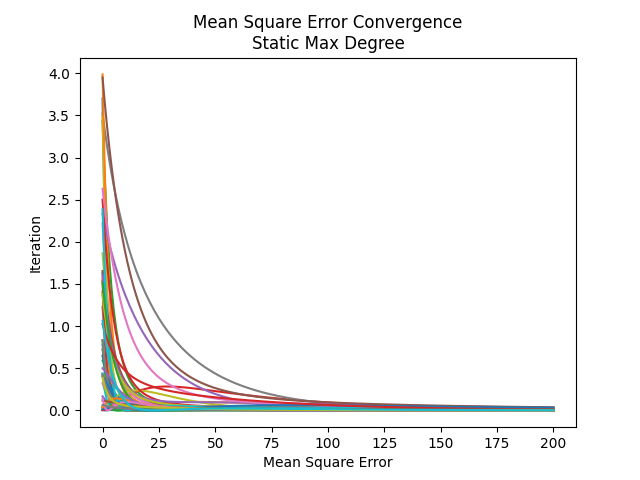 Mean Square Error Convergence
Static Max Degree
4.0
3.5
3.0
2.5
2.0
1.5
1.0
0.5
0.0
Iteration
0 25 50 75 100 125 150 175 200
Mean Square Error